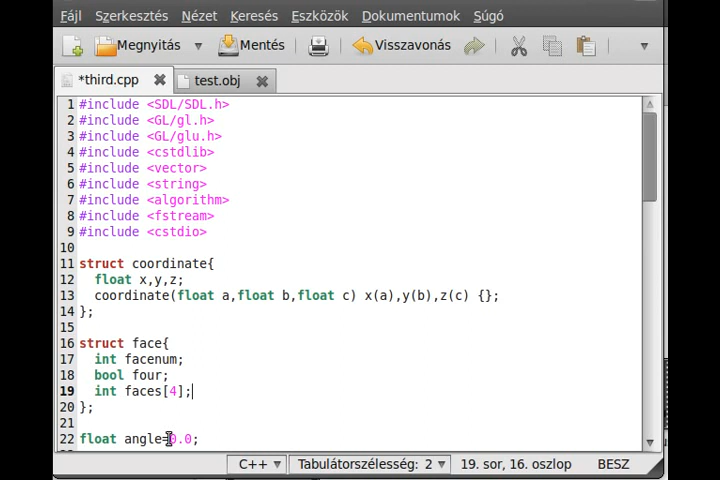 Fájl Szerkesztés Nézet Keresés Eszközök Dokumentumok Súgó
Megnyitás Mentés Visszavonás
*third.cpp test.obj
1 #include <SDL/SDL.h>
2 #include <GL/gl.h>
3 #include <GL/glu.h>
4 #include <cstdlib>
5 #include <vector>
6 #include <string>
7 #include <algorithm>
8 #include <fstream>
9 #include <cstdio>
10
11 struct coordinate{
12 float x,y,z;
13 coordinate(float a,float b,float c) x(a),y(b),z(c) {};
14 };
15
16 struct face{
17 int facenum;
18 bool four;
19 int faces[4];
20 };
21
22 float angle=0.0;
C++ Tabulátorszélesség: 2 19. sor, 16. oszlop BESZ